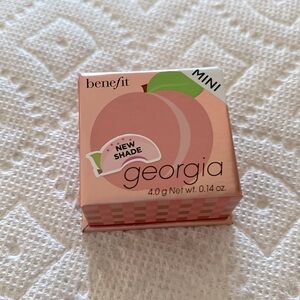 benefit
MINI
NEW
SHADE
georgia
4.0 g Net wt. 0.14 oz.